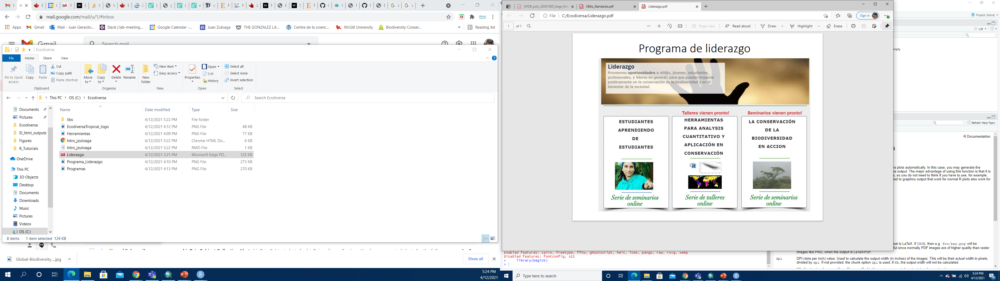 mail.google.com/mail/u/1/#inbox
Apps Gmail Mail - Juan Gerardo... Slack | lab-meeting... Google Calendar -... Juan Zuloaga THE GONZALEZ LA... Centre de la scienc... McGill University Biodiversity Conser... » Reading list
Gmail Search mail
Ecodiversa
File Home Share View
Pin to Quick access
Copy
Paste
Cut
Copy path
Paste shortcut
Clipboard
Move to
Copy to
Delete
Rename
Organize
New folder
New item
Easy access
New
Properties
Open
Edit
History
Open
Select all
Select none
Invert selection
Select
This PC > OS (C:) > Ecodiversa
Search Ecodiversa
Documents
Pictures
Ecodiversa
EI_html_outputs
Figures
R_Tutorials
OneDrive
This PC
3D Objects
Desktop
Documents
Downloads
Music
Pictures
Videos
OS (C:)
Name Date modified Type Size
libs 4/12/2021 5:22 PM File folder
EcodiversaTropical_logo 4/12/2021 4:12 PM PNG File 48 KB
Herramientas 4/12/2021 4:09 PM PNG File 77 KB
Intro_jzuloaga 4/12/2021 5:22 PM Chrome HTML Do... 6 KB
Intro_jzuloaga 4/12/2021 5:22 PM RMD File 1 KB
Liderazgo 4/12/2021 3:21 PM Microsoft Edge PD... 125 KB
Programa_Liderazgo 4/12/2021 4:10 PM PNG File 273 KB
Programas 4/12/2021 4:13 PM PNG File 270 KB
8 items 1 item selected 124 KB
Global-Biodiversity....jpg
Show all
5:24 PM
4/12/2021
NFDB_poly_20201005_large_fire
KBAs_Standards.pdf
Liderazgo.pdf
File | C:/Ecodiversa/Liderazgo.pdf
Sign in
1 of 1
Page view Read aloud Draw Highlight Erase
Programa de liderazgo
Liderazgo
Proveemos oportunidades a niñ@s, jóvenes, estudiantes,
profesionales, y líderes en general; para que puedan impactar
positivamente en la conservación de la biodiversidad y en el
bienestar de la sociedad.
ESTUDIANTES
APRENDIENDO
DE
ESTUDIANTES
Serie de seminarios
online
Talleres vienen pronto!
HERRAMIENTAS
PARA ANALYSIS
CUANTITATIVO Y
APLICACIÓN EN
CONSERVACIÓN
R
Serie de talleres
online
Seminarios vienen pronto!
LA CONSERVACIÓN
DE LA
BIODIVERSIDAD
EN ACCION
Serie de seminarios
online
Project: (None)
List
mpty
Refresh Help Topic
R Documentation
re plots automatically. In this case, you may generate the
ne output. The major advantage of using this function is that it is
s, so you do not need to think if you have to use, for example,
ted to graphics output that work for normal R plots also work for
mat is LaTeX. If TRUE, then e.g. 'foo/bar.png' will be
ful since normally PDF images are of higher quality than raster
images like PNG, when the output is LaTeX/PDF.
dpi DPI (dots per inch) value. Used to calculate the output width (in inches) of the images. This will be their actual width in pixels,
divided by dpi. If not provided, the chunk option dpi is used; if NA, the output width will not be calculated.
Enabled features: cairo, freetype, fftw, ghostscript, heic, lcms, pango, raw, rsvg, webp
Disabled features: fontconfig, x11
> library(magick)
>
Type here to search
5:24 PM
4/12/2021